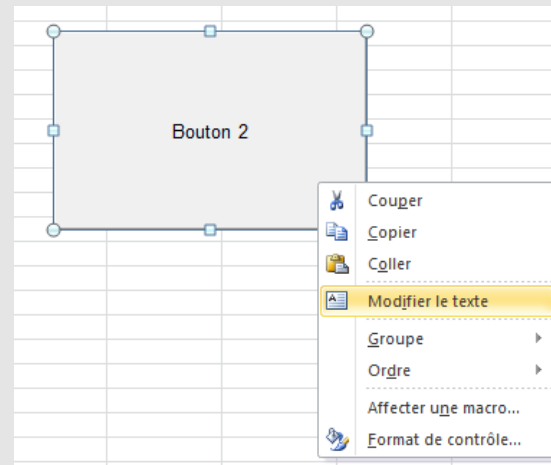 Bouton 2
Couper
Copier
Coller
Modifier le texte
Groupe
Ordre
Affecter une macro...
Format de contrôle...